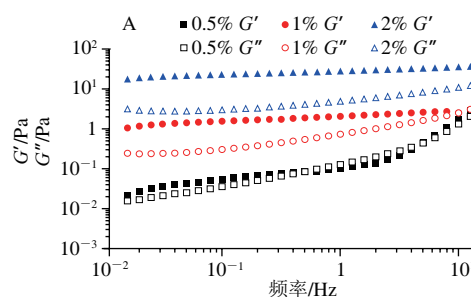 A ■ 0.5% G′ ● 1% G′ ▲ 2% G′
□ 0.5% G″ ○ 1% G″ △ 2% G″
G′/Pa
G″/Pa
10²
10¹
1
10⁻¹
10⁻²
10⁻³
10⁻² 10⁻¹ 1 10
频率/Hz